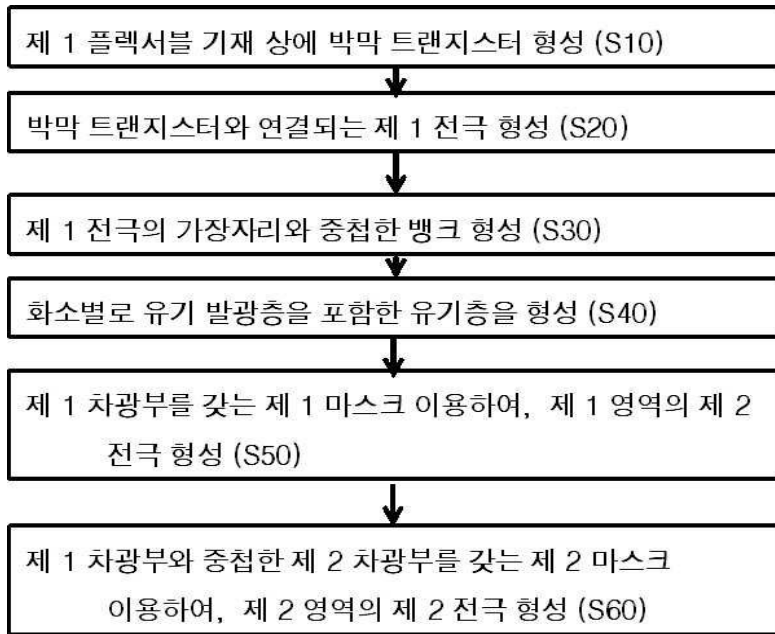 제 1 플렉서블 기재 상에 박막 트랜지스터 형성 (S10)
박막 트랜지스터와 연결되는 제 1 전극 형성 (S20)
제 1 전극의 가장자리와 중첩한 뱅크 형성 (S30)
화소별로 유기 발광층을 포함한 유기층을 형성 (S40)
제 1 차광부를 갖는 제 1 마스크 이용하여, 제 1 영역의 제 2
전극 형성 (S50)
제 1 차광부와 중첩한 제 2 차광부를 갖는 제 2 마스크
이용하여, 제 2 영역의 제 2 전극 형성 (S60)